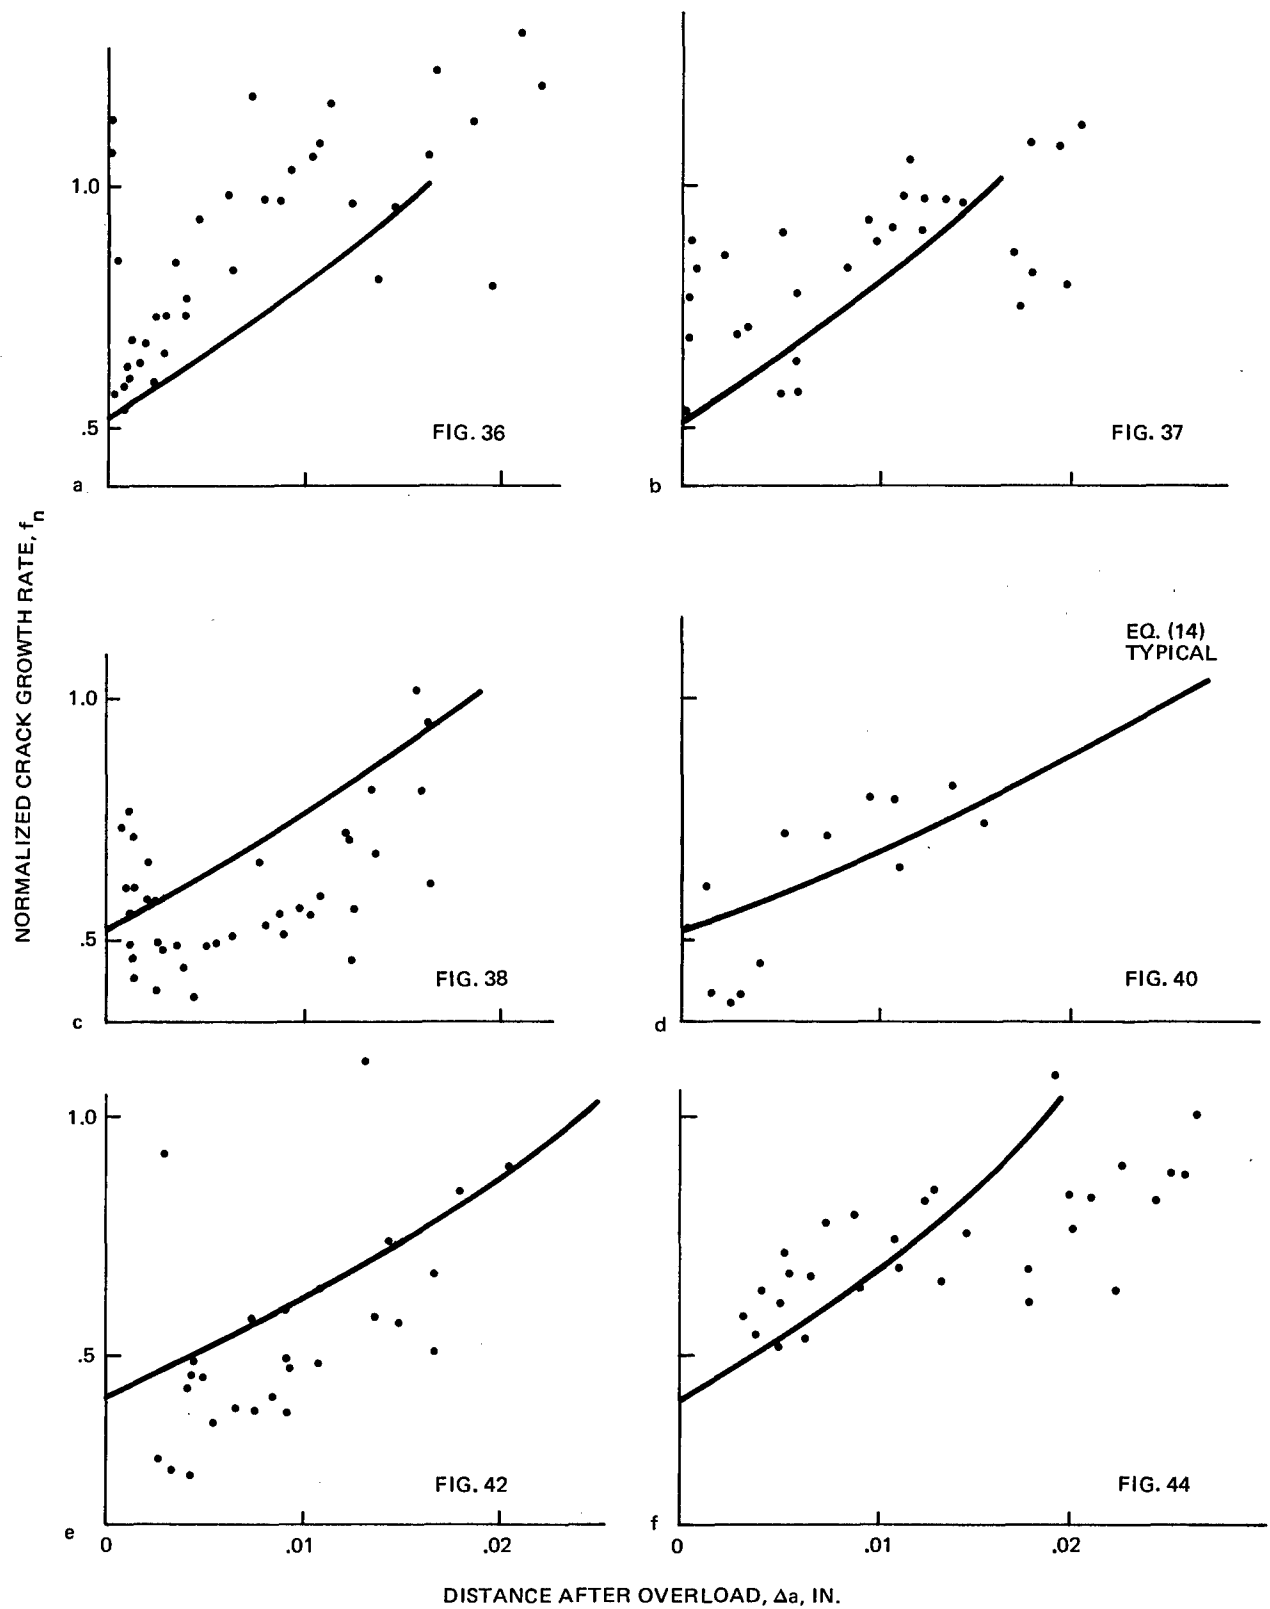 1.0
.5
FIG. 36
FIG. 37
a
b
NORMALIZED CRACK GROWTH RATE, fn
EQ. (14)
TYPICAL
1.0
.5
FIG. 38
FIG. 40
c
d
1.0
.5
FIG. 42
FIG. 44
e
f
0
.01
.02
0
.01
.02
DISTANCE AFTER OVERLOAD, Δa, IN.